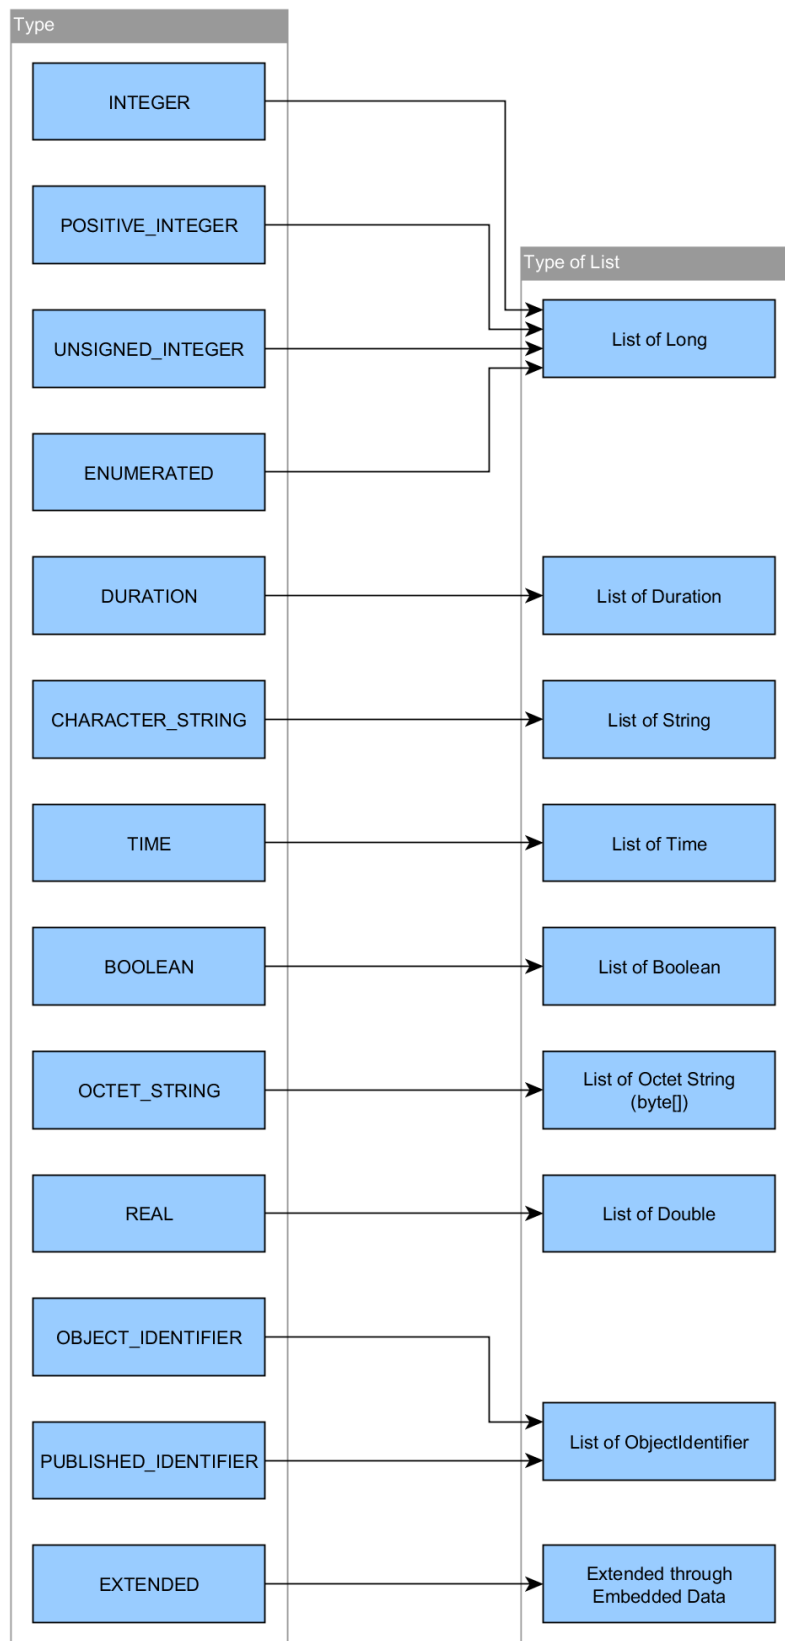 Type
INTEGER
POSITIVE_INTEGER
UNSIGNED_INTEGER
ENUMERATED
DURATION
CHARACTER_STRING
TIME
BOOLEAN
OCTET_STRING
REAL
OBJECT_IDENTIFIER
PUBLISHED_IDENTIFIER
EXTENDED
Type of List
List of Long
List of Duration
List of String
List of Time
List of Boolean
List of Octet String
(byte[])
List of Double
List of ObjectIdentifier
Extended through
Embedded Data